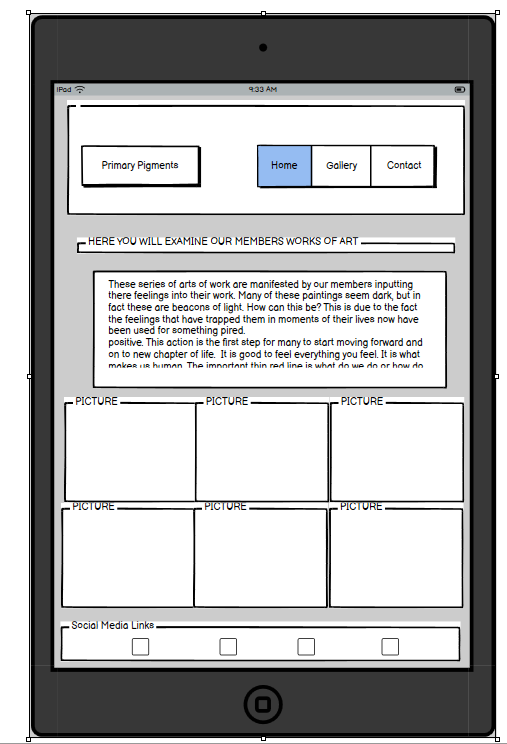 iPad 9:33 AM
Primary Pigments
Home Gallery Contact
HERE YOU WILL EXAMINE OUR MEMBERS WORKS OF ART
These series of arts of work are manifested by our members inputting
there feelings into their work. Many of these paintings seem dark, but in
fact these are beacons of light. How can this be? This is due to the fact
the feelings that have trapped them in moments of their lives now have
been used for something pired.
positive. This action is the first step for many to start moving forward and
on to new chapter of life. It is good to feel everything you feel. It is what
makes us human. The important thin red line is what do we do or how do
PICTURE PICTURE PICTURE
PICTURE PICTURE PICTURE
Social Media Links